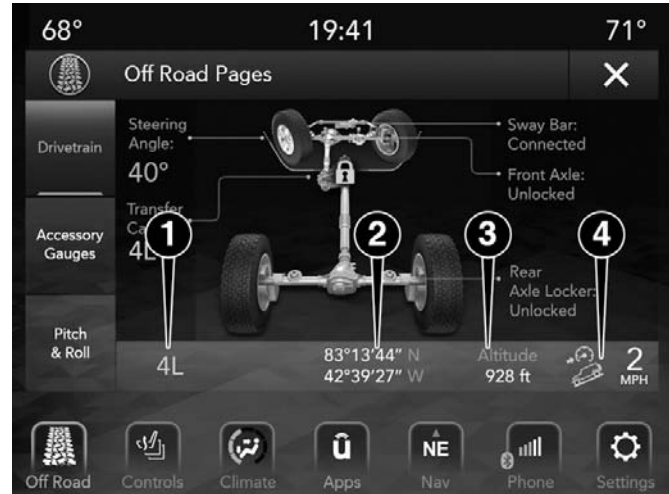 68°
19:41
71°
Off Road Pages
X
Drivetrain
Accessory
Gauges
Pitch
& Roll
Steering
Angle:
40°
Transfer
4L
Sway Bar:
Connected
Front Axle:
Unlocked
Rear
Axle Locker:
Unlocked
1
2
3
4
4L
83°13'44" N
42°39'27" W
Altitude
928 ft
2
MPH
Off Road
Controls
Climate
û
Apps
NE
Nav
Phone
Settings